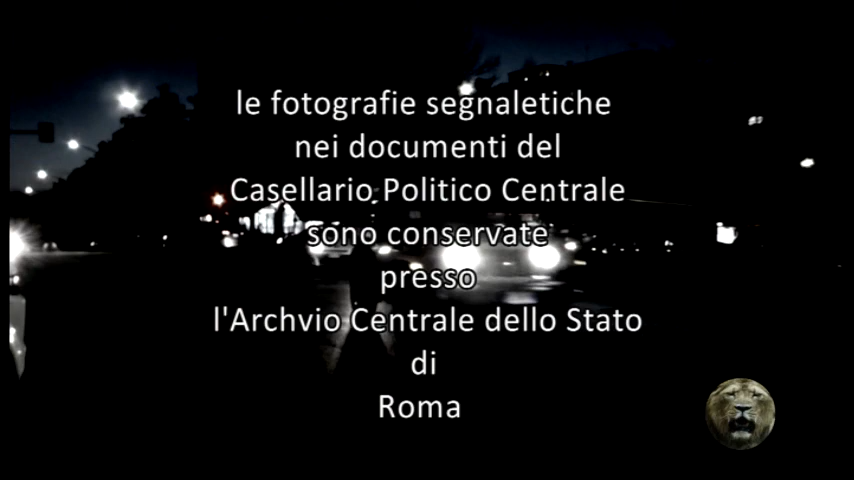 le fotografie segnaletiche
nei documenti del
Casellario Politico Centrale
sono conservate
presso
l'Archvio Centrale dello Stato
di
Roma